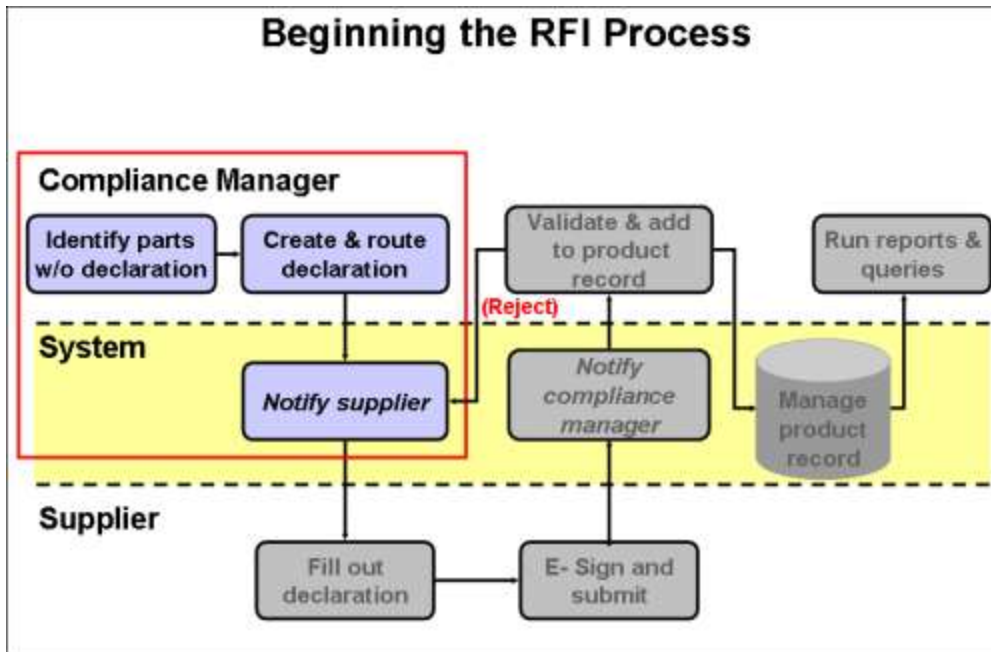 Beginning the RFI Process
Compliance Manager
Identify parts
w/o declaration
Create & route
declaration
Validate & add
to product
record
Run reports &
queries
(Reject)
System
Notify supplier
Notify
compliance
manager
Manage
product
record
Supplier
Fill out
declaration
E- Sign and
submit